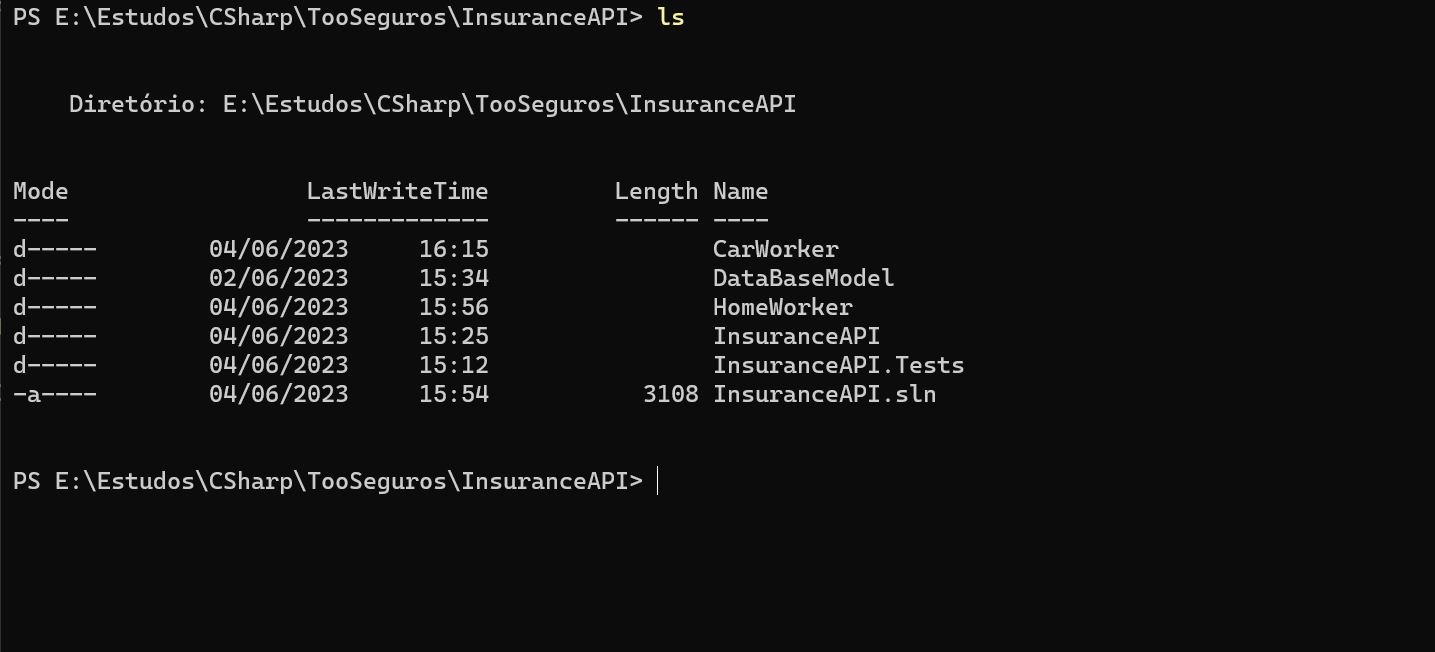 PS E:\Estudos\CSharp\TooSeguros\InsuranceAPI> ls
Diretório: E:\Estudos\CSharp\TooSeguros\InsuranceAPI
Mode                 LastWriteTime         Length Name
----                 -------------         ------ ----
d-----        04/06/2023     16:15                CarWorker
d-----        02/06/2023     15:34                DataBaseModel
d-----        04/06/2023     15:56                HomeWorker
d-----        04/06/2023     15:25                InsuranceAPI
d-----        04/06/2023     15:12                InsuranceAPI.Tests
-a----        04/06/2023     15:54           3108 InsuranceAPI.sln
PS E:\Estudos\CSharp\TooSeguros\InsuranceAPI>